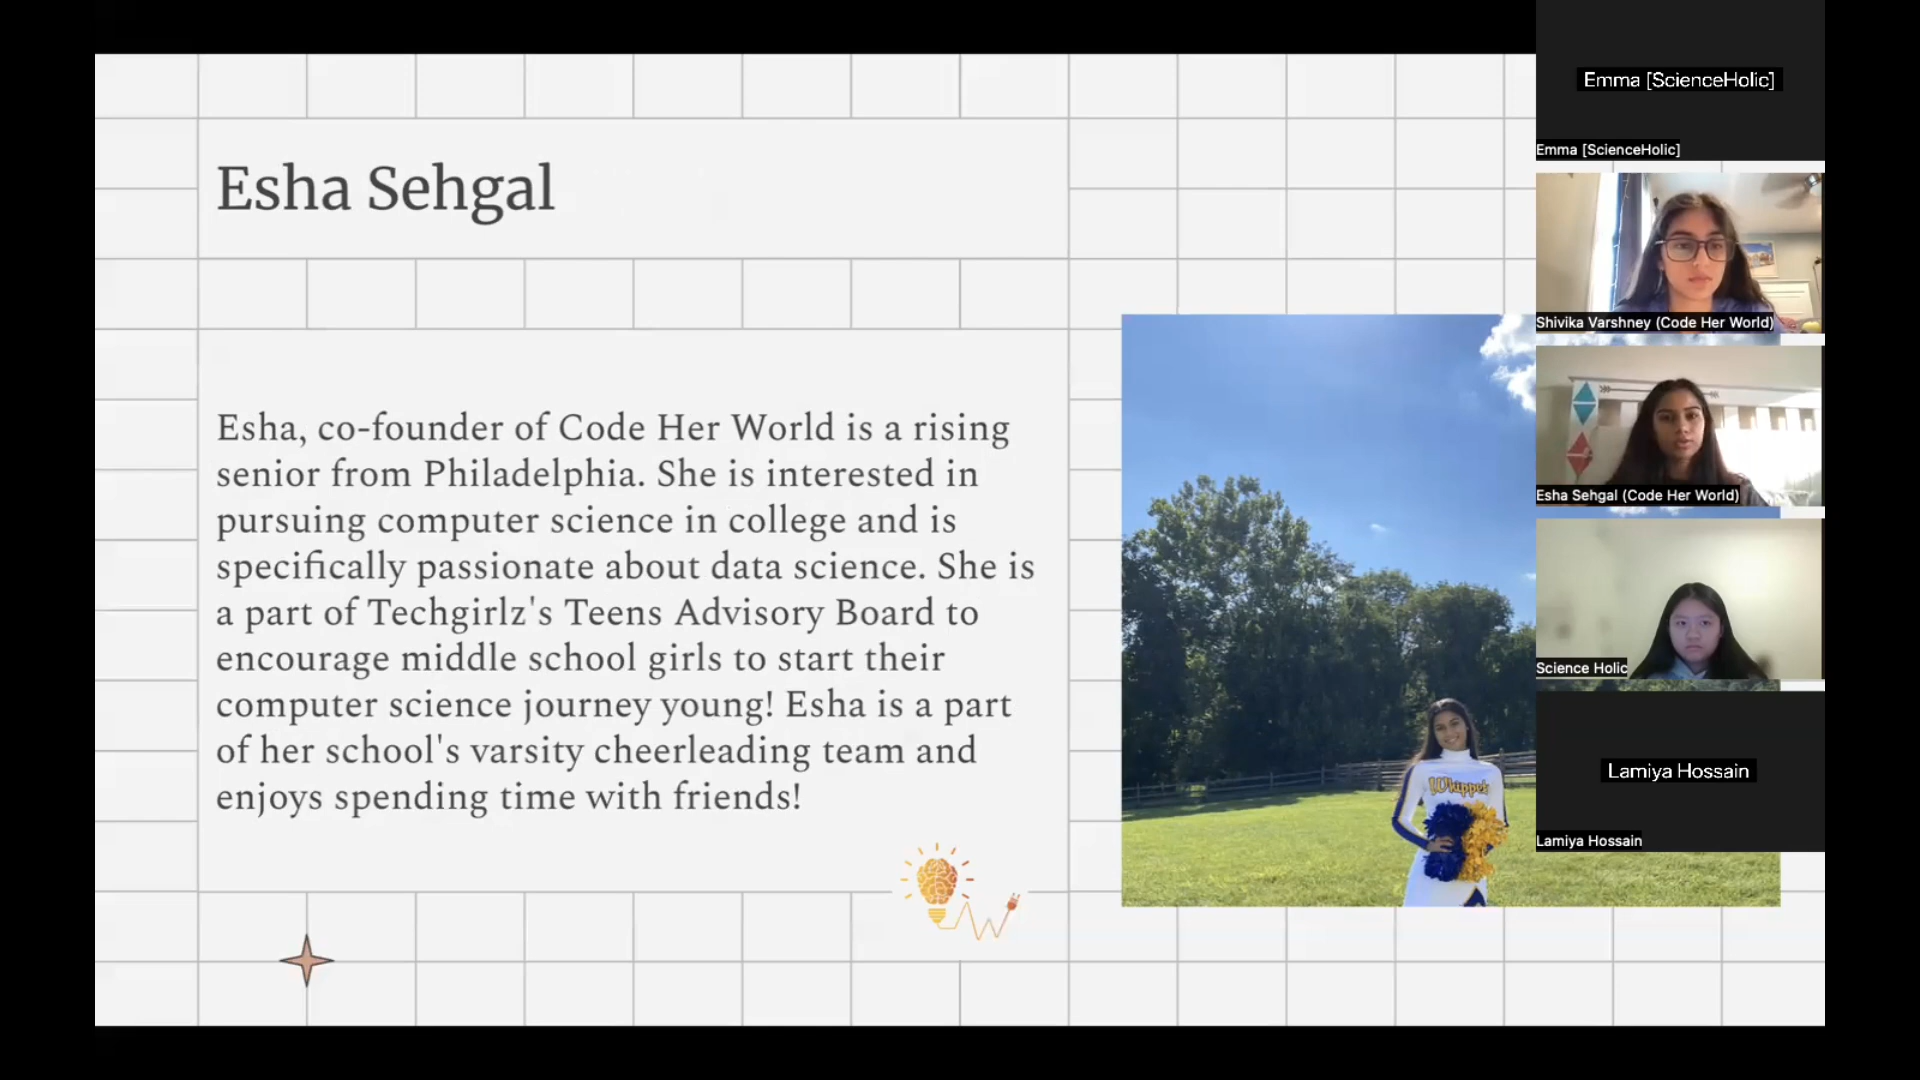 Esha Sehgal
Esha, co-founder of Code Her World is a rising
senior from Philadelphia. She is interested in
pursuing computer science in college and is
specifically passionate about data science. She is
a part of Techgirlz's Teens Advisory Board to
encourage middle school girls to start their
computer science journey young! Esha is a part
of her school's varsity cheerleading team and
enjoys spending time with friends!
Whippet
Emma [ScienceHolic]
Emma [ScienceHolic]
Shivika Varshney (Code Her World)
Esha Sehgal (Code Her World)
Science Holic
Lamiya Hossain
Lamiya Hossain